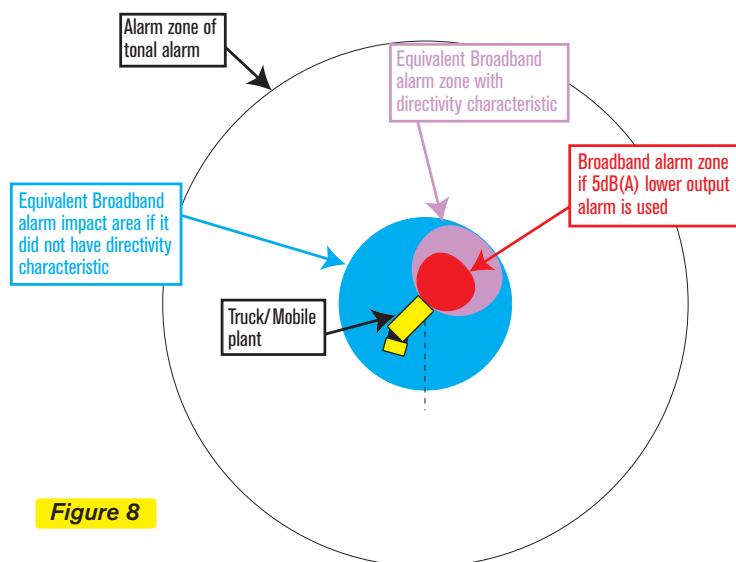 Alarm zone of
tonal alarm
Equivalent Broadband
alarm zone with
directivity characteristic
Broadband alarm zone
if 5dB(A) lower output
alarm is used
Equivalent Broadband
alarm impact area if it
did not have directivity
characteristic
Truck/Mobile
plant
Figure 8